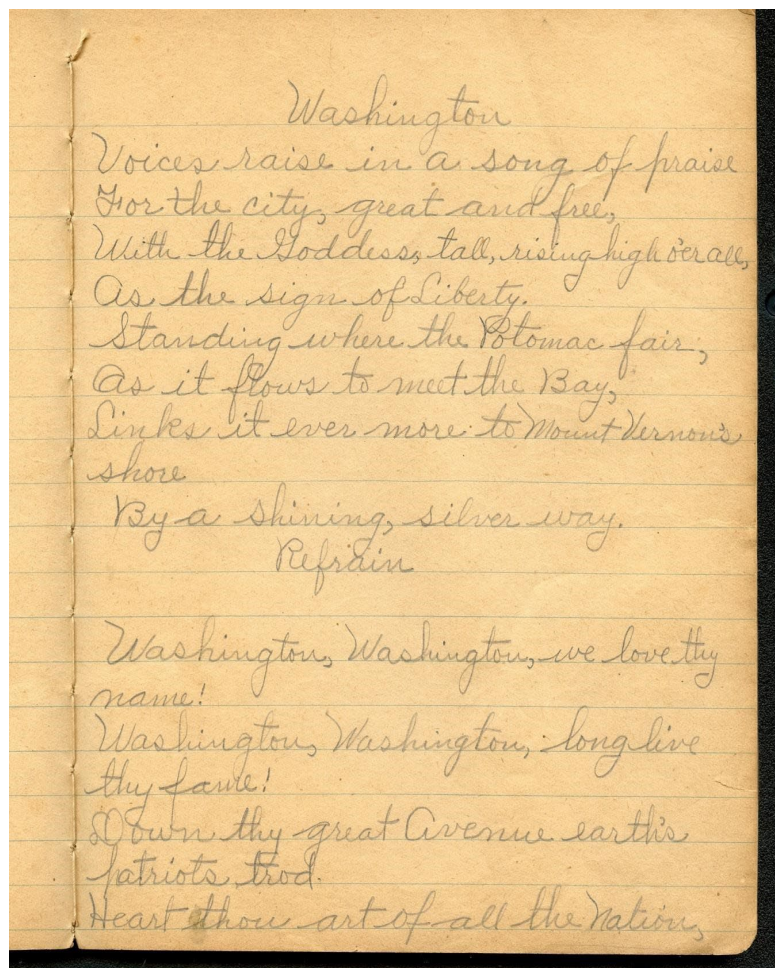 Washington
Voices raise in a song of praise
For the city, great and free,
With the Goddess, tall, rising high o'er all,
As the sign of Liberty.
Standing where the Potomac fair,
As it flows to meet the Bay,
Links it ever more to Mount Vernon's
shore
By a shining, silver way.
Refrain
Washington, Washington, we love thy
name!
Washington, Washington, long live
thy fame!
Down thy great Avenue earth's
patriots trod.
Heart thou art of all the Nation,